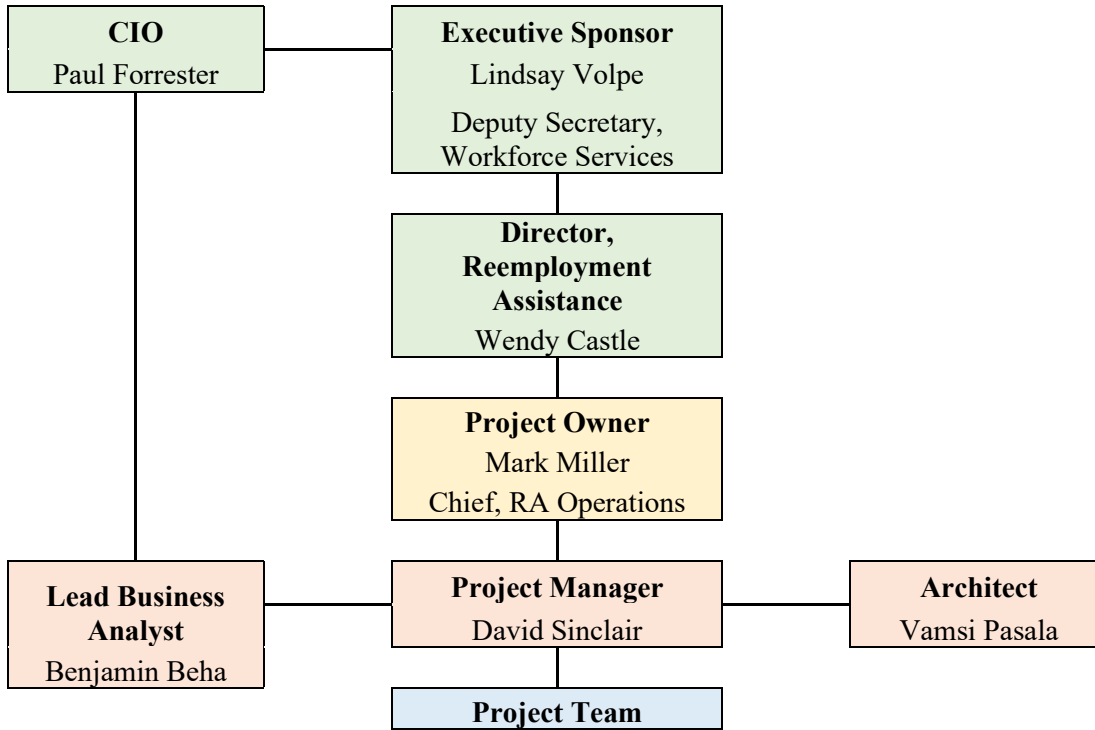 CIO
Paul Forrester
Executive Sponsor
Lindsay Volpe
Deputy Secretary,
Workforce Services
Director,
Reemployment
Assistance
Wendy Castle
Project Owner
Mark Miller
Chief, RA Operations
Lead Business
Analyst
Benjamin Beha
Project Manager
David Sinclair
Architect
Vamsi Pasala
Project Team